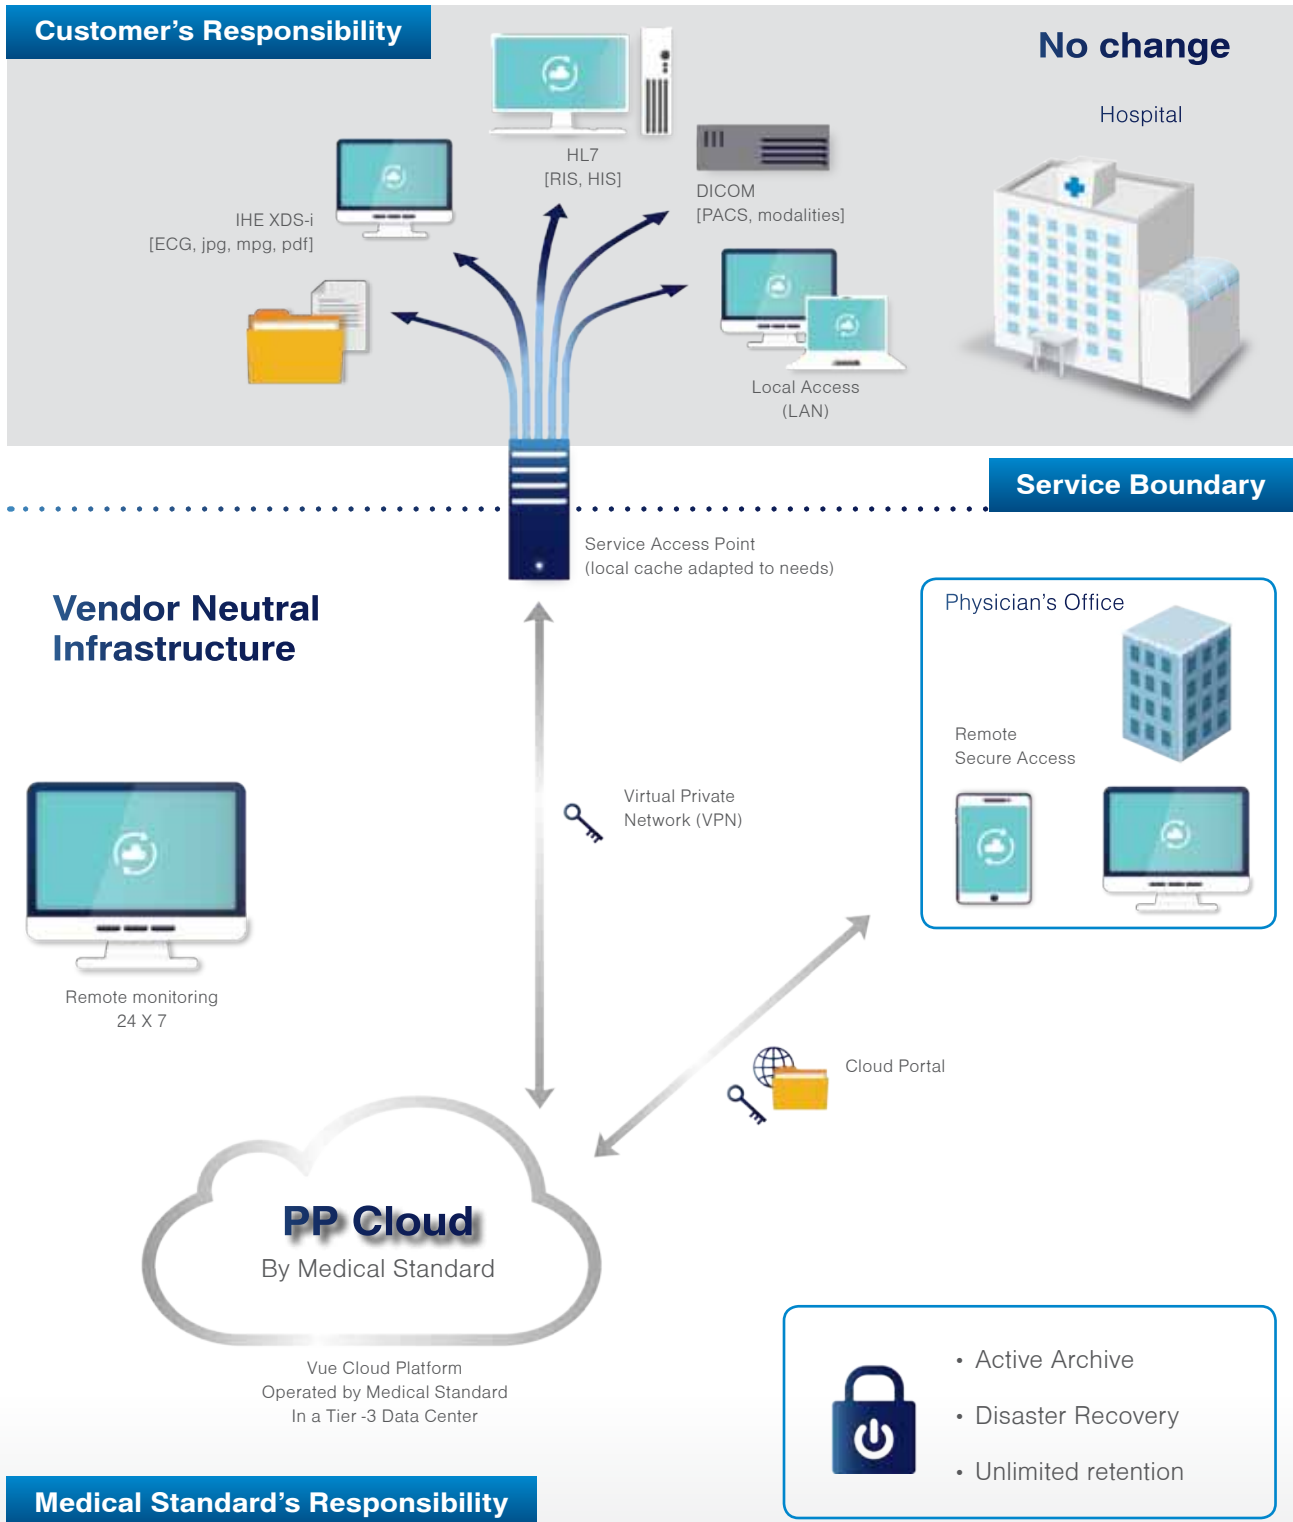 Customer's Responsibility
No change
Hospital
HL7
[RIS, HIS]
DICOM
[PACS, modalities]
IHE XDS-i
[ECG, jpg, mpg, pdf]
Local Access
(LAN)
Service Boundary
Service Access Point
(local cache adapted to needs)
Vendor Neutral
Infrastructure
Physician's Office
Remote
Secure Access
Virtual Private
Network (VPN)
Remote monitoring
24 X 7
Cloud Portal
PP Cloud
By Medical Standard
Vue Cloud Platform
Operated by Medical Standard
In a Tier -3 Data Center
• Active Archive
• Disaster Recovery
• Unlimited retention
Medical Standard's Responsibility